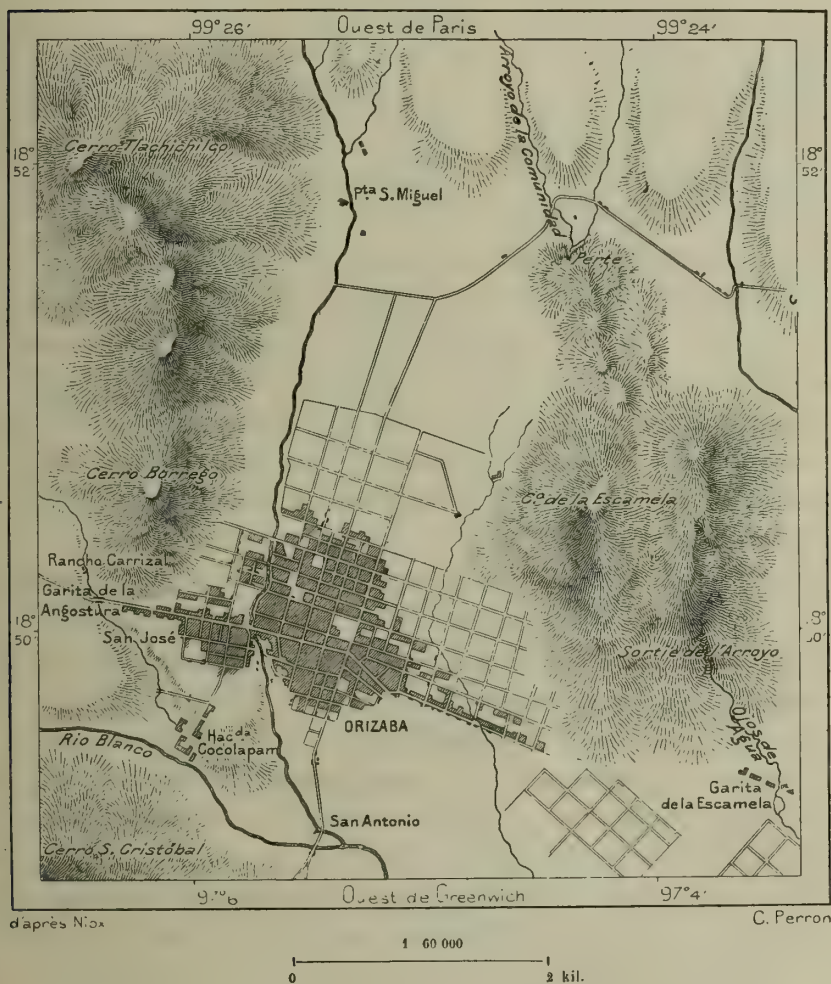 99° 26' Ouest de Paris 99° 24'
18° 52'
18° 52'
Cerro Tlachichilco
Arroyo de la Comunidad
Pta S. Miguel
Perte
Cerro Borrego
Co. de la Escamela
Rancho Carrizal
Garita de la Angostura
San José
18° 50'
Sortie de l'Arroyo
ORIZABA
Rio Blanco
Hacda Cocolapam
Ojos de Agua
Garita de la Escamela
San Antonio
Cerro S. Cristóbal
Ouest de Greenwich 97° 4'
d'après Niox
C. Perron
1 60 000
0 2 kil.